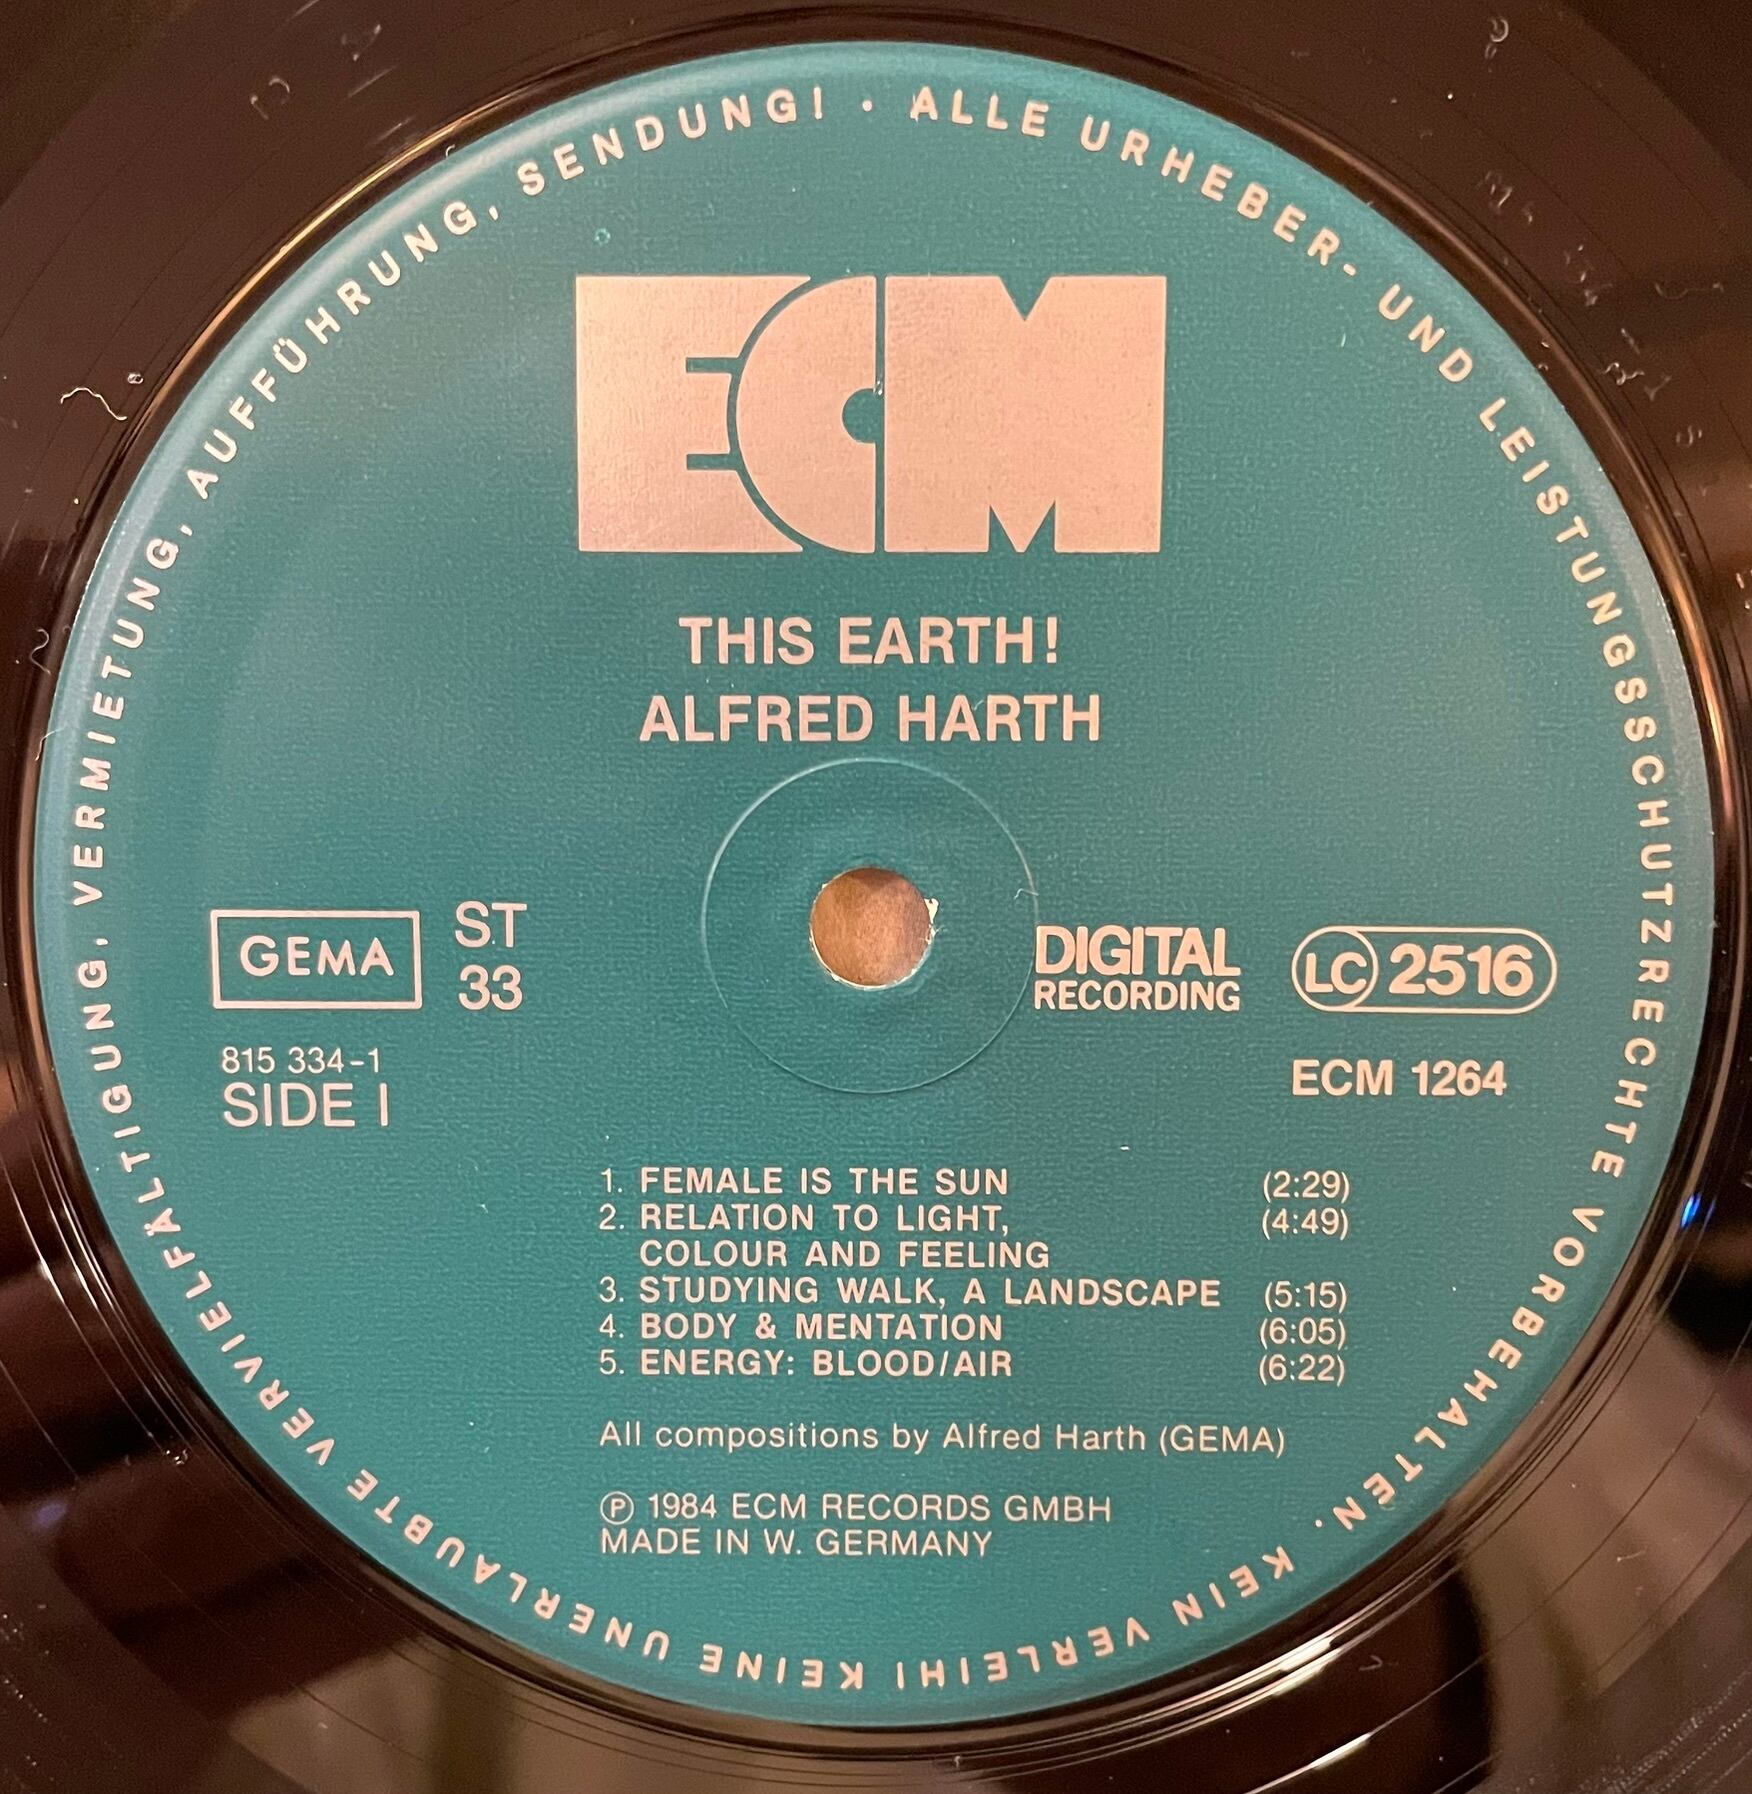 ALLE URHEBER- UND LEISTUNGSSCHUTZRECHTE VORBEHALTEN. KEIN VERLEIH! KEINE UNERLAUBTE VERVIELFÄLTIGUNG, VERMIETUNG, AUFFÜHRUNG, SENDUNG! ·
ECM
THIS EARTH!
ALFRED HARTH
GEMA
ST
33
DIGITAL
RECORDING
LC 2516
815 334-1
SIDE I
ECM 1264
1. FEMALE IS THE SUN (2:29)
2. RELATION TO LIGHT, (4:49)
COLOUR AND FEELING
3. STUDYING WALK, A LANDSCAPE (5:15)
4. BODY & MENTATION (6:05)
5. ENERGY: BLOOD/AIR (6:22)
All compositions by Alfred Harth (GEMA)
℗ 1984 ECM RECORDS GMBH
MADE IN W. GERMANY